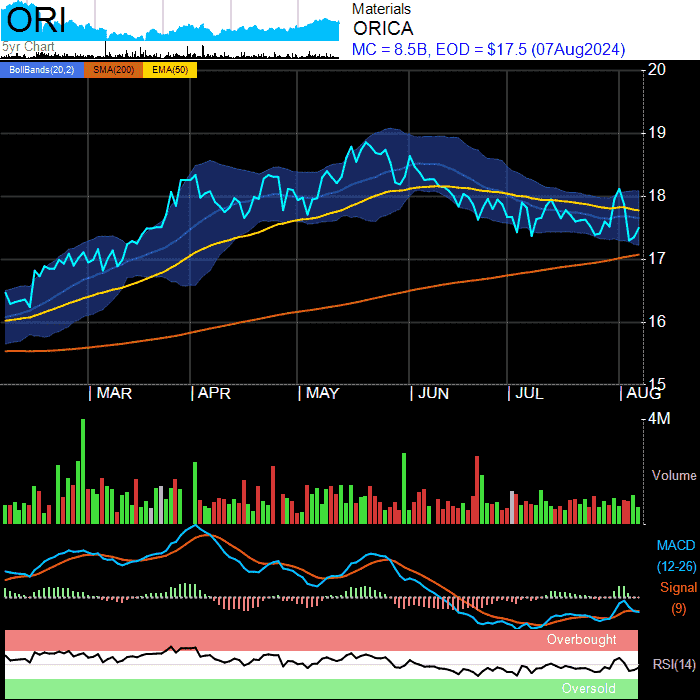 ORI
5yr Chart
Materials
ORICA
MC = 8.5B, EOD = $17.5 (07Aug2024)
BollBands(20,2) SMA(200) EMA(50)
20
19
18
17
16
15
| MAR | APR | MAY | JUN | JUL | AUG
4M
Volume
MACD
(12-26)
Signal
(9)
Overbought
RSI(14)
Oversold